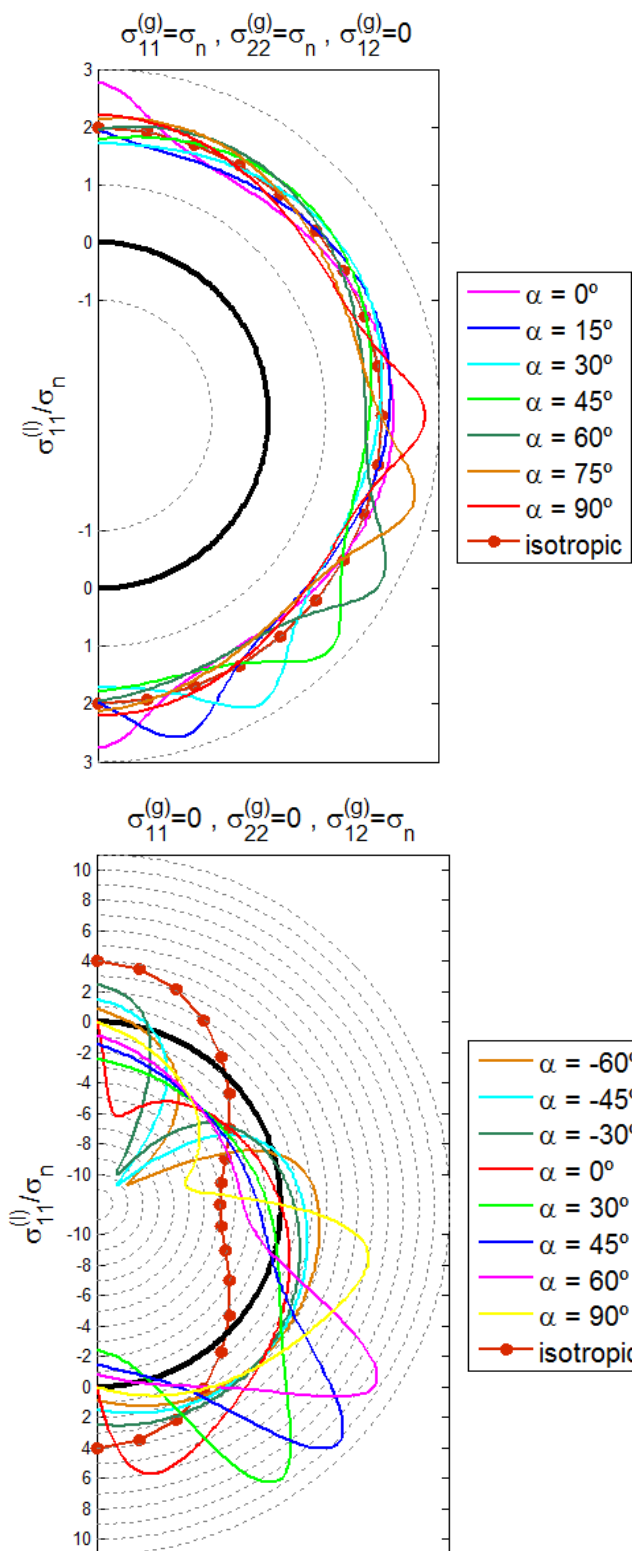 σ₁₁⁽ᵍ⁾=σₙ , σ₂₂⁽ᵍ⁾=σₙ , σ₁₂⁽ᵍ⁾=0
3
2
1
0
-1
σ₁₁⁽ˡ⁾/σₙ
-1
0
1
2
3
α = 0º
α = 15º
α = 30º
α = 45º
α = 60º
α = 75º
α = 90º
isotropic
σ₁₁⁽ᵍ⁾=0 , σ₂₂⁽ᵍ⁾=0 , σ₁₂⁽ᵍ⁾=σₙ
10
8
6
4
2
0
-2
-4
-6
-8
-10
σ₁₁⁽ˡ⁾/σₙ
-10
-8
-6
-4
-2
0
2
4
6
8
10
α = -60º
α = -45º
α = -30º
α = 0º
α = 30º
α = 45º
α = 60º
α = 90º
isotropic